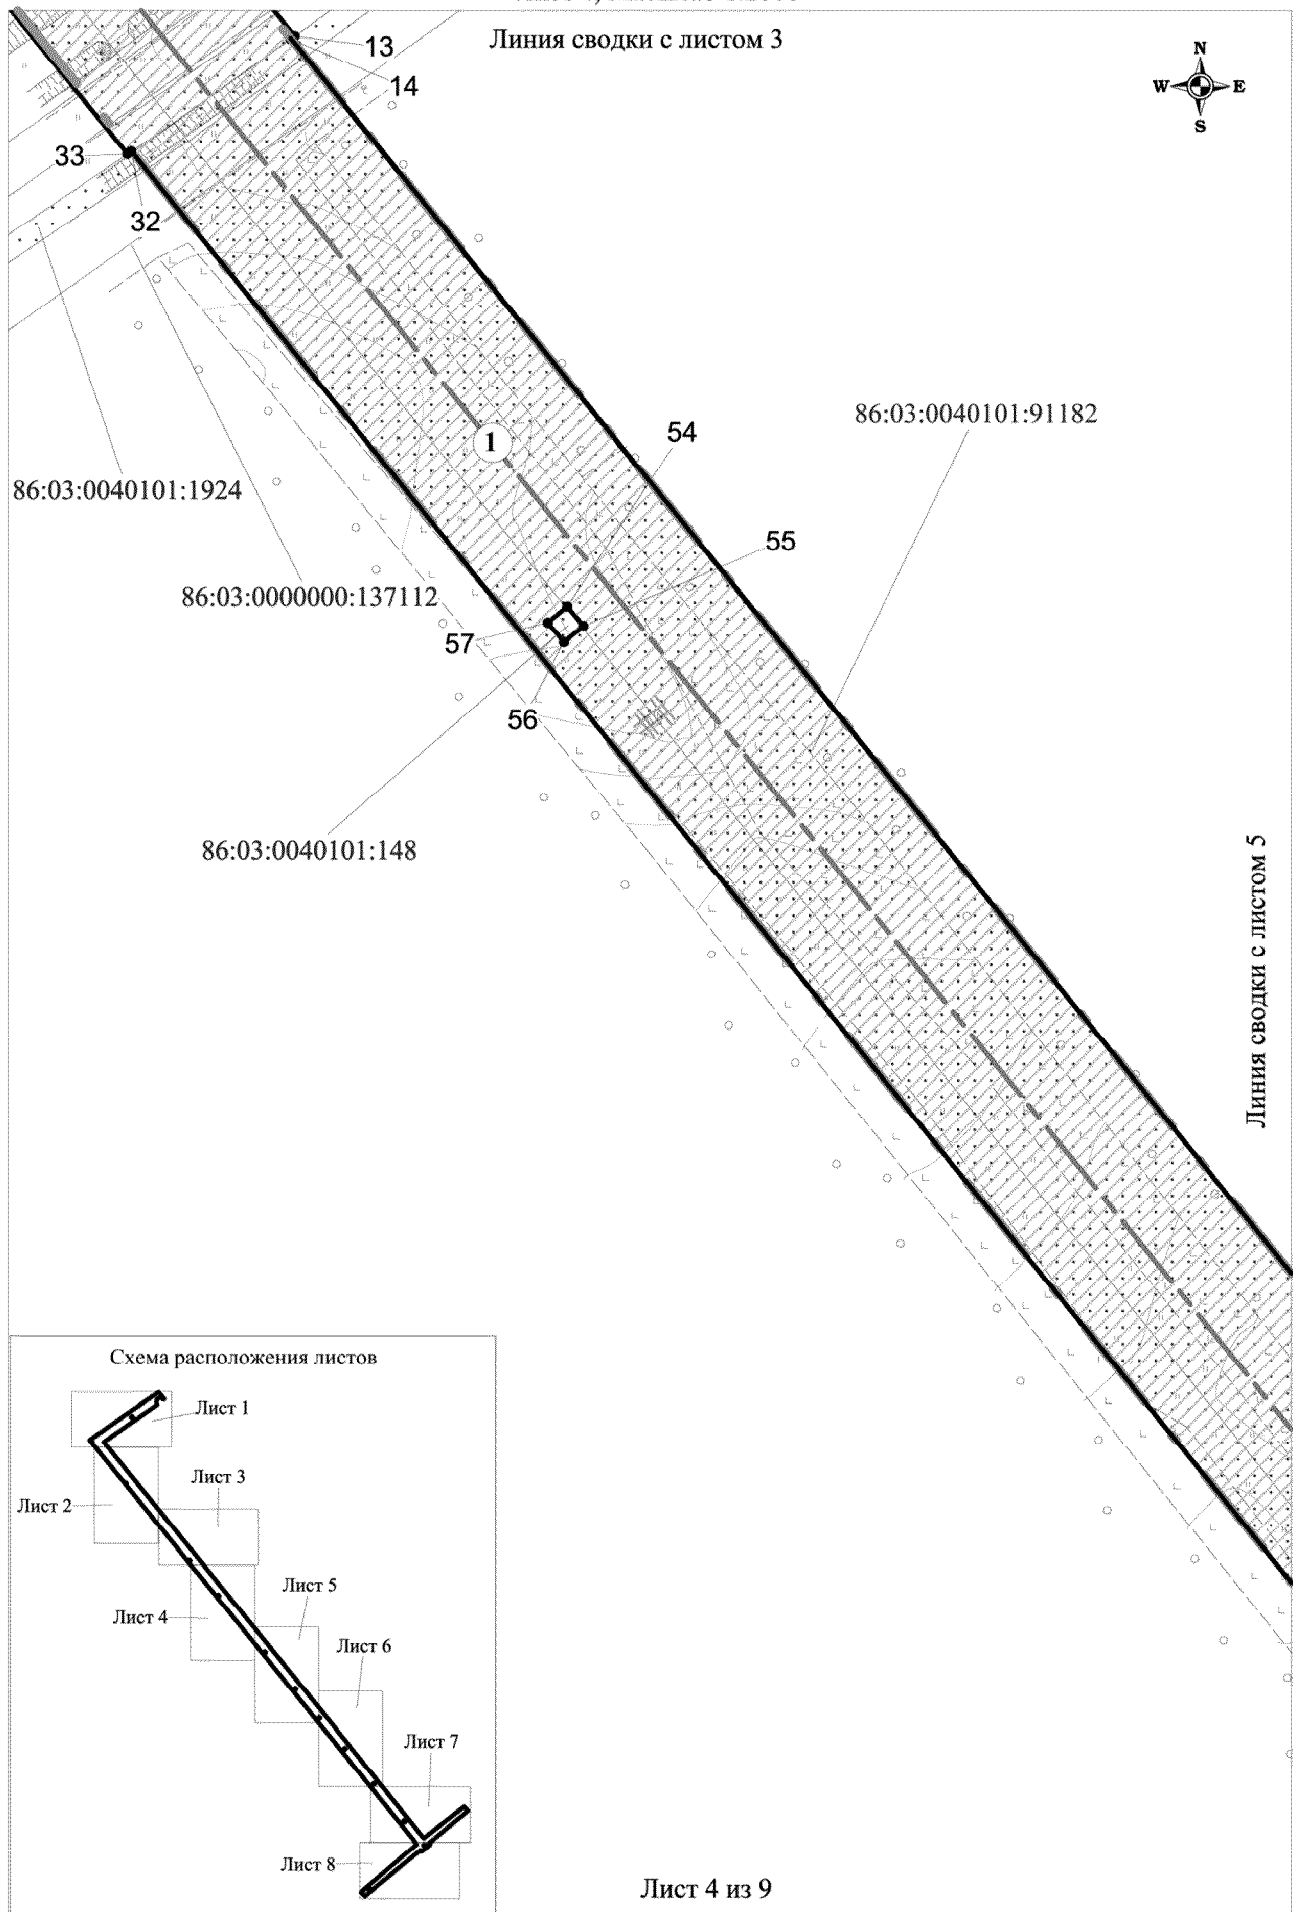 Линия сводки с листом 3
N
W E
S
13
14
33
32
86:03:0040101:91182
54
1
86:03:0040101:1924
55
86:03:0000000:137112
57
56
86:03:0040101:148
Линия сводки с листом 5
Схема расположения листов
Лист 1
Лист 3
Лист 2
Лист 5
Лист 4
Лист 6
Лист 7
Лист 8
Лист 4 из 9